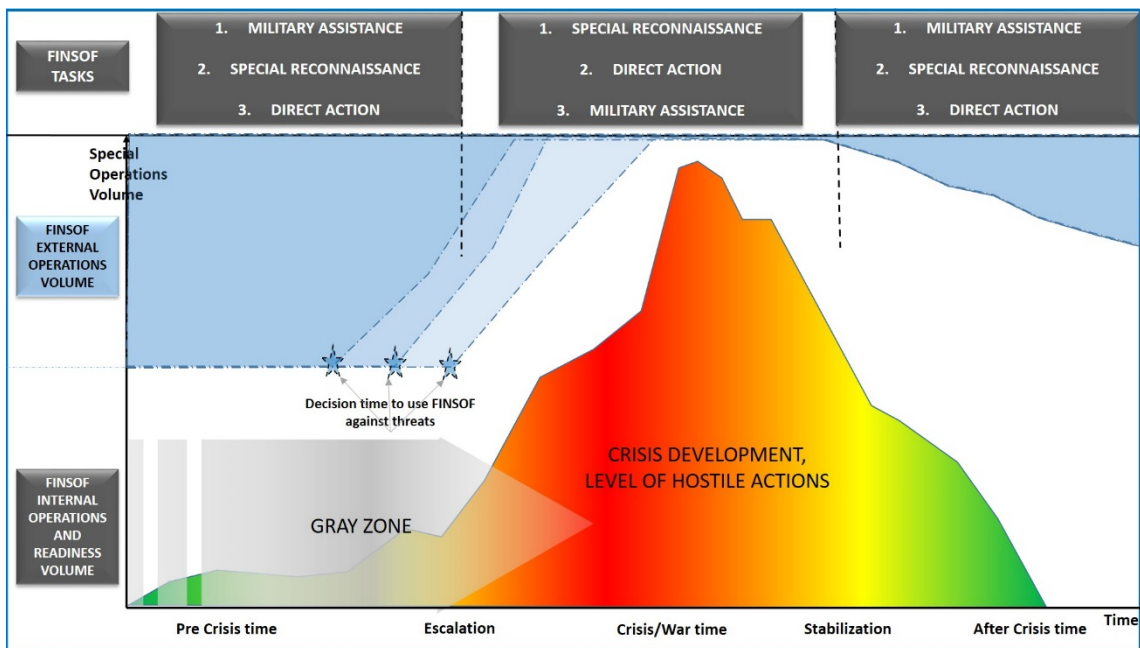 FINSOF
TASKS
1. MILITARY ASSISTANCE
2. SPECIAL RECONNAISSANCE
3. DIRECT ACTION
1. SPECIAL RECONNAISSANCE
2. DIRECT ACTION
3. MILITARY ASSISTANCE
1. MILITARY ASSISTANCE
2. SPECIAL RECONNAISSANCE
3. DIRECT ACTION
Special
Operations
Volume
FINSOF
EXTERNAL
OPERATIONS
VOLUME
Decision time to use FINSOF
against threats
FINSOF
INTERNAL
OPERATIONS
AND
READINESS
VOLUME
GRAY ZONE
CRISIS DEVELOPMENT,
LEVEL OF HOSTILE ACTIONS
Time
Pre Crisis time
Escalation
Crisis/War time
Stabilization
After Crisis time